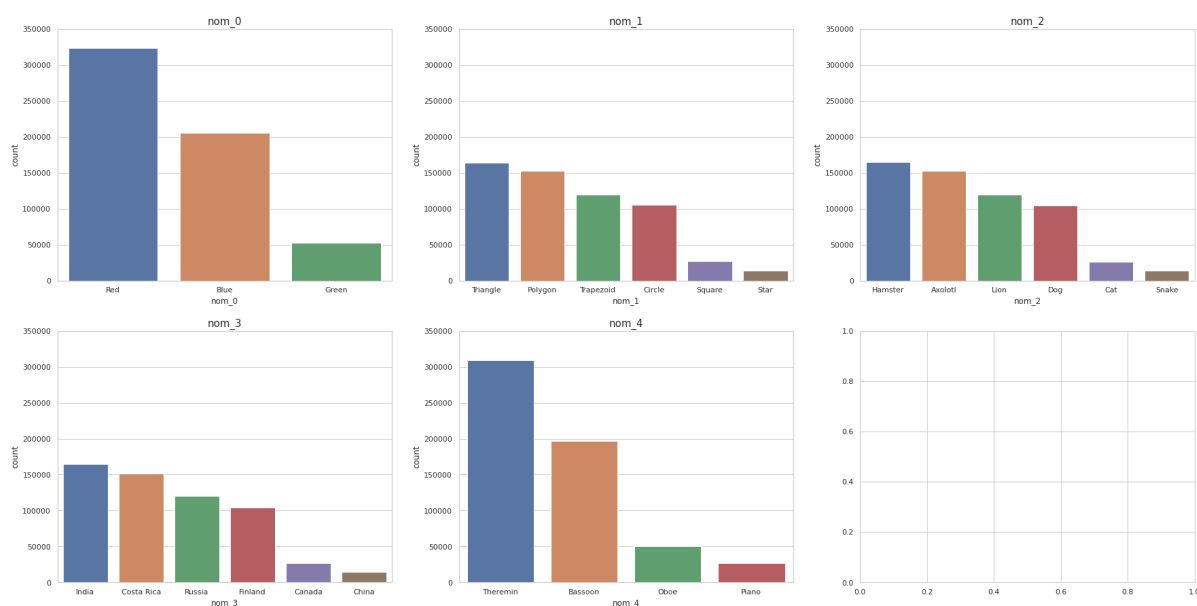 nom_0
350000
300000
250000
200000
150000
100000
50000
0
count
Red Blue Green
nom_0
nom_1
350000
300000
250000
200000
150000
100000
50000
0
count
Triangle Polygon Trapezoid Circle Square Star
nom_1
nom_2
350000
300000
250000
200000
150000
100000
50000
0
count
Hamster Axolotl Lion Dog Cat Snake
nom_2
nom_3
350000
300000
250000
200000
150000
100000
50000
0
count
India Costa Rica Russia Finland Canada China
nom_3
nom_4
350000
300000
250000
200000
150000
100000
50000
0
count
Theremin Bassoon Oboe Piano
nom_4
1.0
0.8
0.6
0.4
0.2
0.0
0.0 0.2 0.4 0.6 0.8 1.0